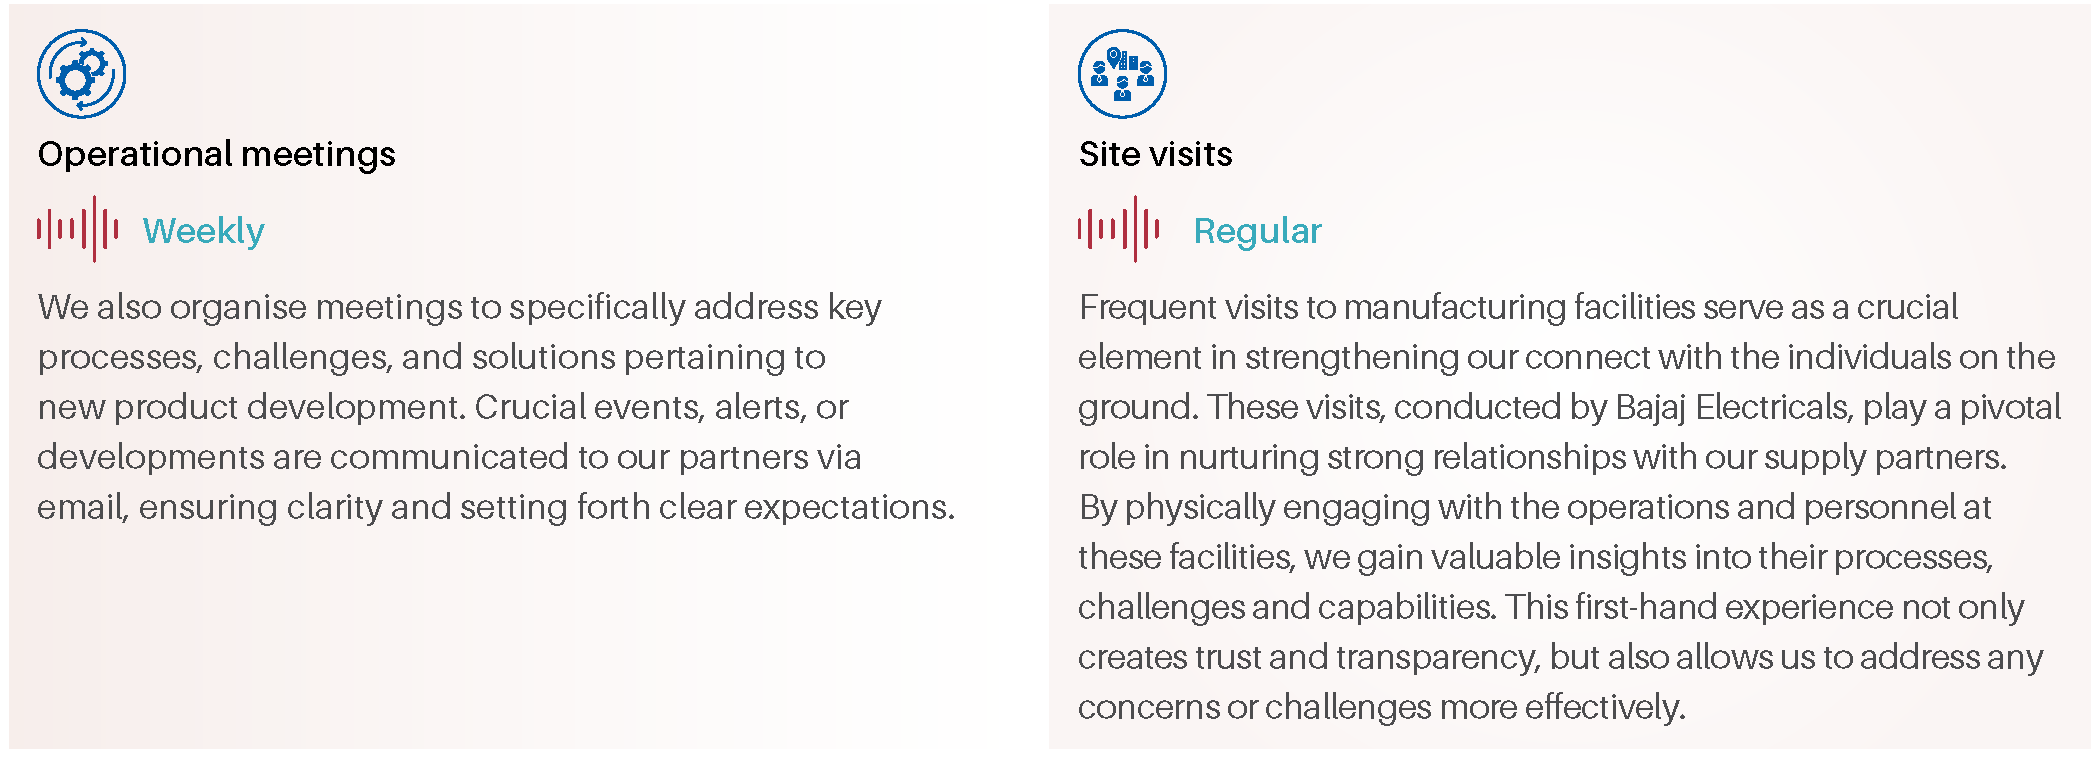 Operational meetings
Weekly
We also organise meetings to specifically address key
processes, challenges, and solutions pertaining to
new product development. Crucial events, alerts, or
developments are communicated to our partners via
email, ensuring clarity and setting forth clear expectations.
Site visits
Regular
Frequent visits to manufacturing facilities serve as a crucial
element in strengthening our connect with the individuals on the
ground. These visits, conducted by Bajaj Electricals, play a pivotal
role in nurturing strong relationships with our supply partners.
By physically engaging with the operations and personnel at
these facilities, we gain valuable insights into their processes,
challenges and capabilities. This first-hand experience not only
creates trust and transparency, but also allows us to address any
concerns or challenges more effectively.